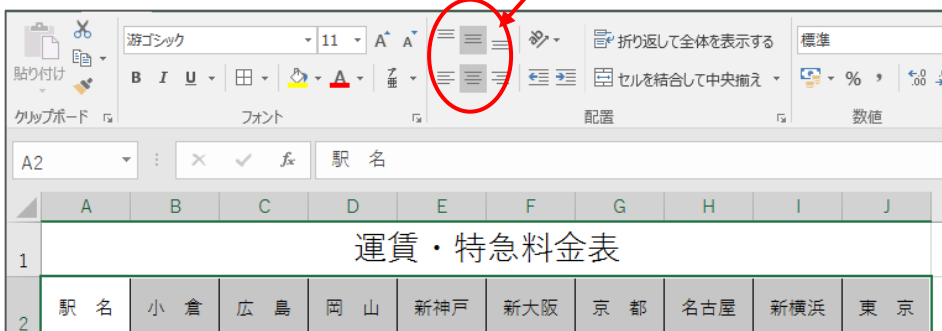 游ゴシック 11 A A 折り返して全体を表示する 標準
貼り付け B I U A 亜 セルを結合して中央揃え % , .00
クリップボード フォント 配置 数値
A2 fx 駅　名
A B C D E F G H I J
1 運賃・特急料金表
2 駅　名 小　倉 広　島 岡　山 新神戸 新大阪 京　都 名古屋 新横浜 東　京